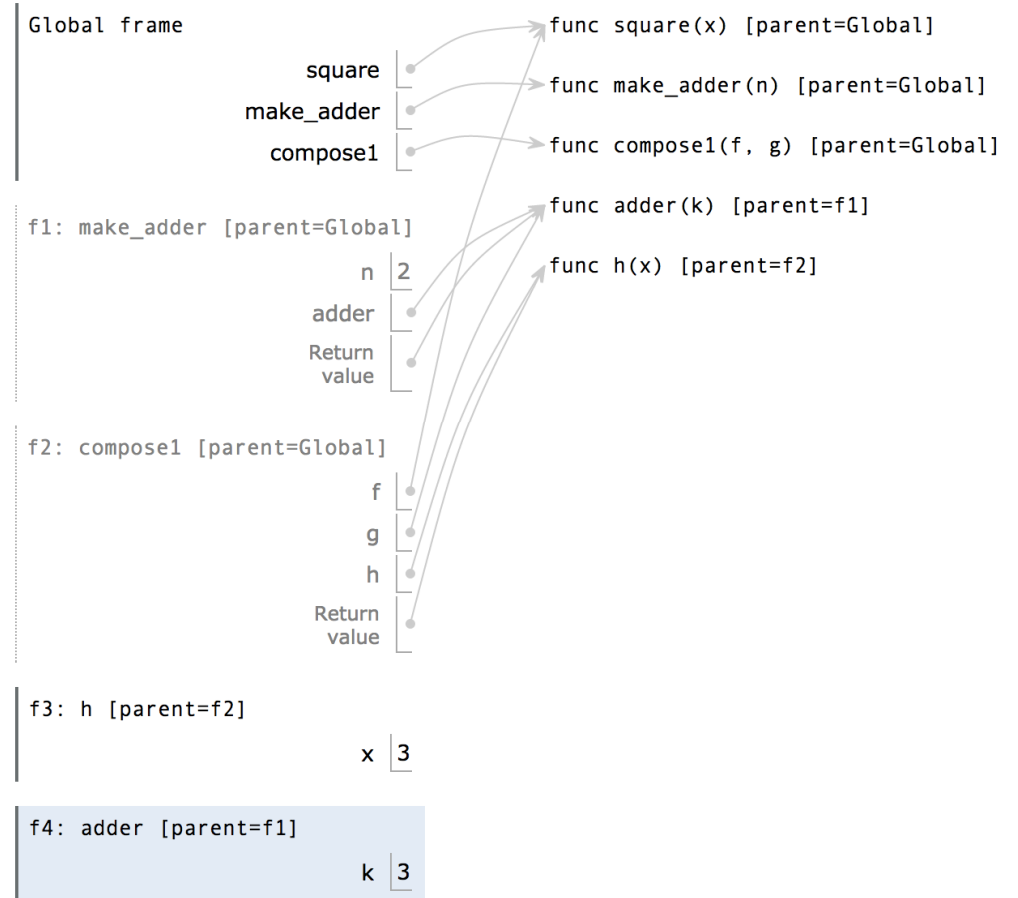 Global frame
square
make_adder
compose1
func square(x) [parent=Global]
func make_adder(n) [parent=Global]
func compose1(f, g) [parent=Global]
func adder(k) [parent=f1]
func h(x) [parent=f2]
f1: make_adder [parent=Global]
n 2
adder
Return
value
f2: compose1 [parent=Global]
f
g
h
Return
value
f3: h [parent=f2]
x 3
f4: adder [parent=f1]
k 3